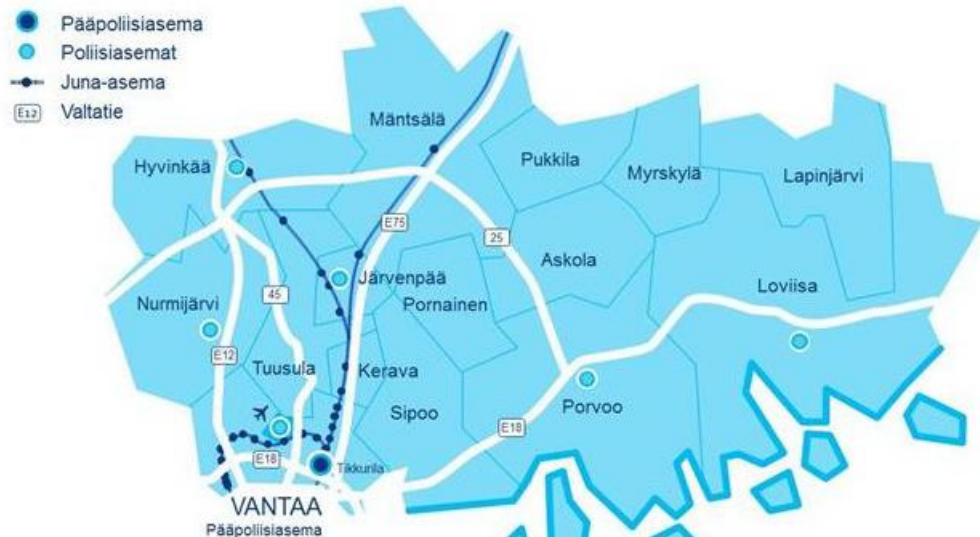 Pääpoliisiasema
Poliisiasemat
Juna-asema
E12 Valtatie
Mäntsälä
Hyvinkää
Pukkila
Myrskylä
Lapinjärvi
E75
25
Askola
Järvenpää
Loviisa
45
Pornainen
Nurmijärvi
E12
Tuusula
Kerava
Porvoo
Sipoo
E18
E18
Tikkurila
VANTAA
Pääpoliisiasema